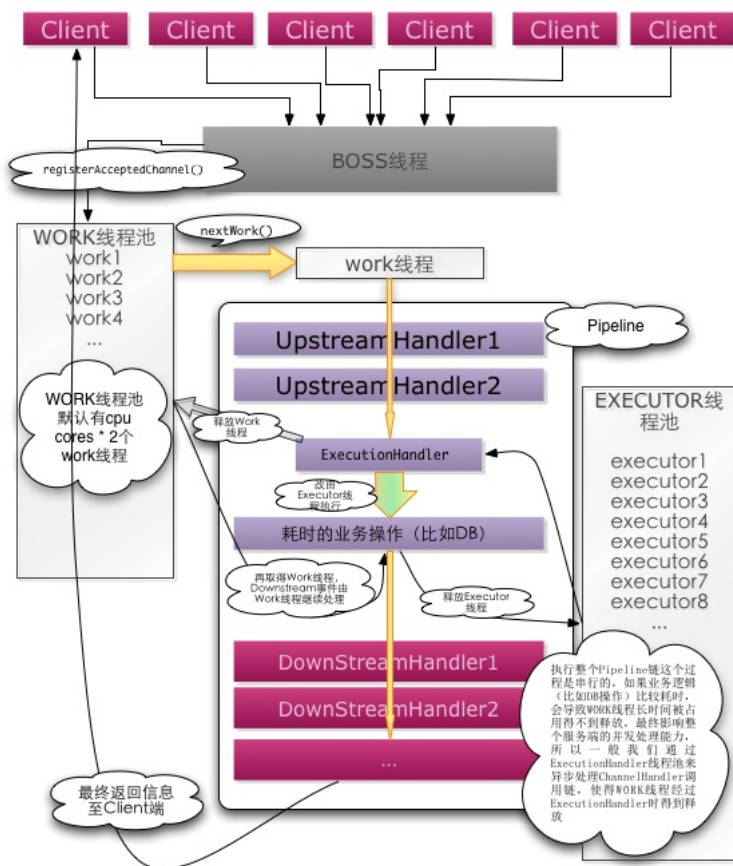 Client Client Client Client Client Client
BOSS线程
registerAcceptedChannel()
WORK线程池
work1
work2
work3
work4
...
nextWork()
work线程
Pipeline
UpstreamHandler1
UpstreamHandler2
WORK线程池
默认有cpu
cores * 2个
work线程
释放Work
线程
ExecutionHandler
改由
Executor线
程执行
耗时的业务操作（比如DB）
再取得Work线程，
Downstream事件由
Work线程继续处理
释放Executor
线程
EXECUTOR线
程池
executor1
executor2
executor3
executor4
executor5
executor6
executor7
executor8
...
DownStreamHandler1
DownStreamHandler2
...
执行整个Pipeline链这个过
程是串行的，如果业务逻辑
（比如DB操作）比较耗时，
会导致WORK线程长时间被占
用得不到释放，最终影响整
个服务端的并发处理能力，
所以一般我们通过
ExecutionHandler线程池来
异步处理ChannelHandler调
用链，使得WORK线程经过
ExecutionHandler时得到释
放
最终返回信息
至Client端